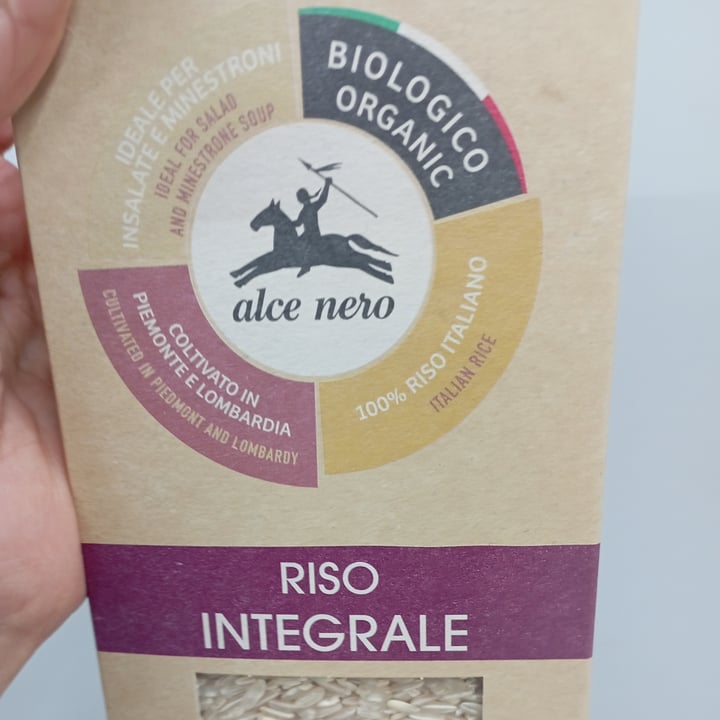 BIOLOGICO
ORGANIC
IDEALE PER
INSALATE E MINESTRONI
IDEAL FOR SALAD
AND MINESTRONE SOUP
alce nero
100% RISO ITALIANO
ITALIAN RICE
COLTIVATO IN
PIEMONTE E LOMBARDIA
CULTIVATED IN PIEDMONT AND LOMBARDY
RISO
INTEGRALE